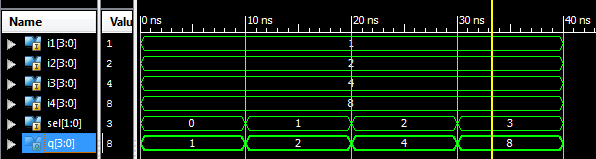 Name Valu 0 ns 10 ns 20 ns 30 ns 40 ns
i1[3:0] 1 1
i2[3:0] 2 2
i3[3:0] 4 4
i4[3:0] 8 8
sel[1:0] 3 0 1 2 3
q[3:0] 8 1 2 4 8